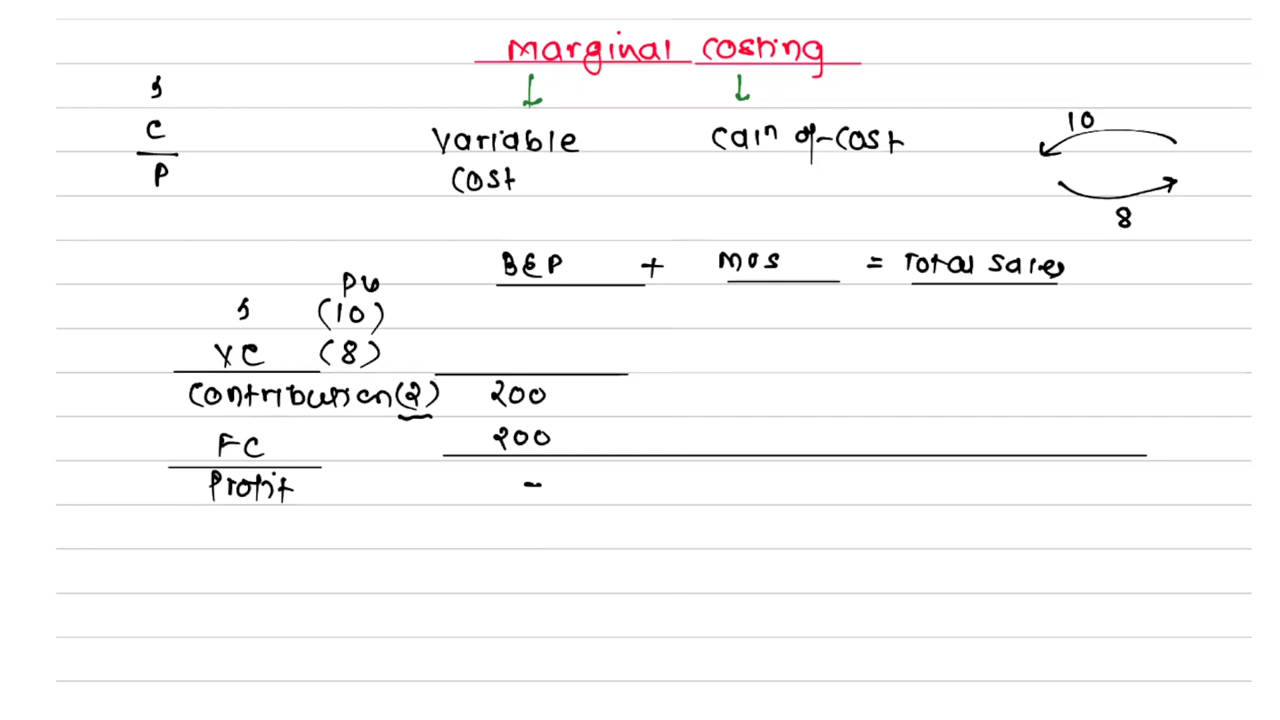 Marginal costing
S
C
P
Variable cost
Caln of cost
10
8
BEP + MOS = Total Sales
PU
S (10)
VC (8)
Contribution (2) 200
FC 200
Profit -